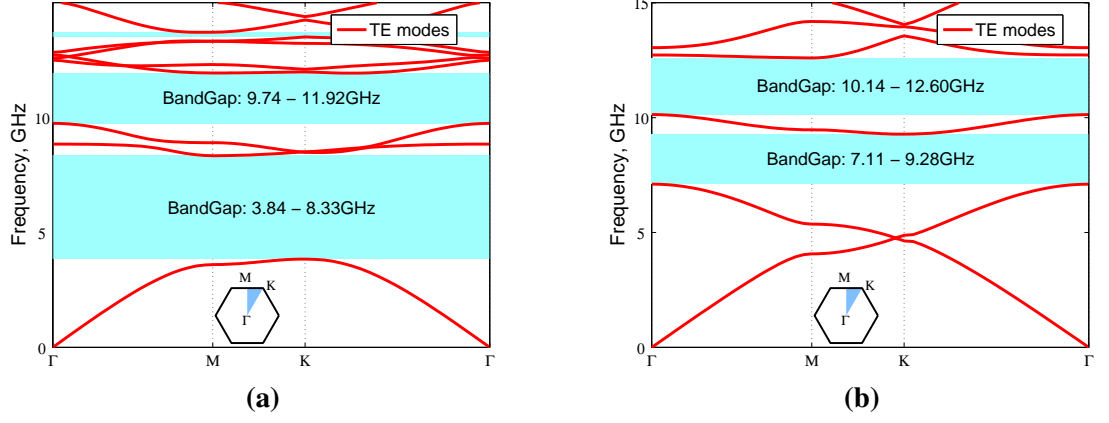 TE modes
BandGap: 9.74 – 11.92GHz
10
Frequency, GHz
BandGap: 3.84 – 8.33GHz
5
M
K
Γ
0
Γ
M
K
Γ
(a)
15
TE modes
BandGap: 10.14 – 12.60GHz
10
Frequency, GHz
BandGap: 7.11 – 9.28GHz
5
M
K
Γ
0
Γ
M
K
Γ
(b)